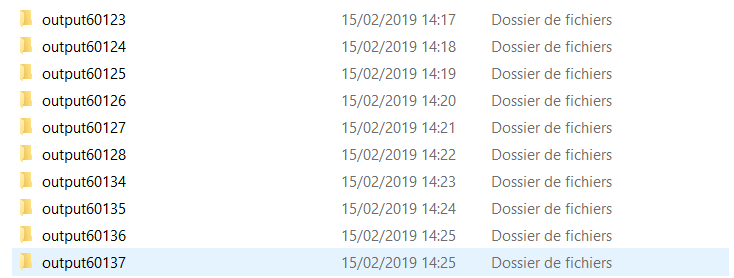 output60123 15/02/2019 14:17 Dossier de fichiers
output60124 15/02/2019 14:18 Dossier de fichiers
output60125 15/02/2019 14:19 Dossier de fichiers
output60126 15/02/2019 14:20 Dossier de fichiers
output60127 15/02/2019 14:21 Dossier de fichiers
output60128 15/02/2019 14:22 Dossier de fichiers
output60134 15/02/2019 14:23 Dossier de fichiers
output60135 15/02/2019 14:24 Dossier de fichiers
output60136 15/02/2019 14:25 Dossier de fichiers
output60137 15/02/2019 14:25 Dossier de fichiers